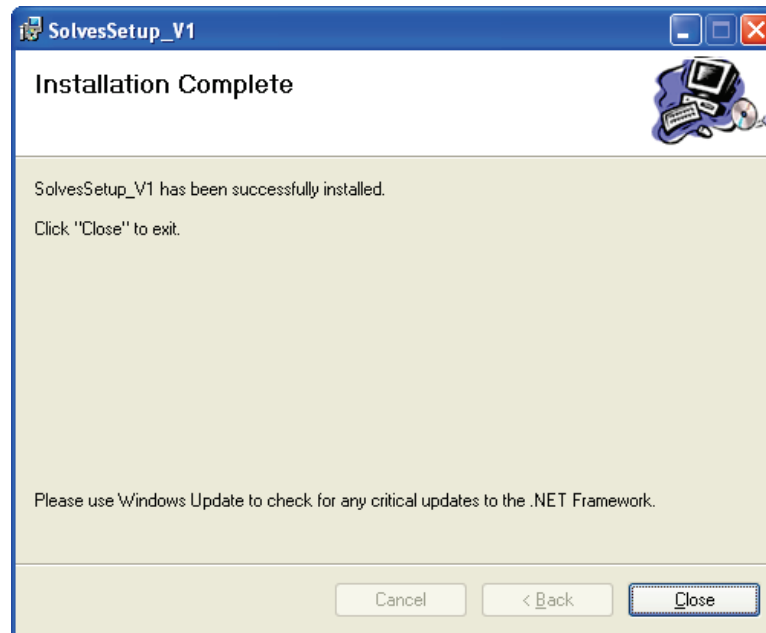 SolvesSetup_V1
Installation Complete
SolvesSetup_V1 has been successfully installed.
Click "Close" to exit.
Please use Windows Update to check for any critical updates to the .NET Framework.
Cancel
< Back
Close